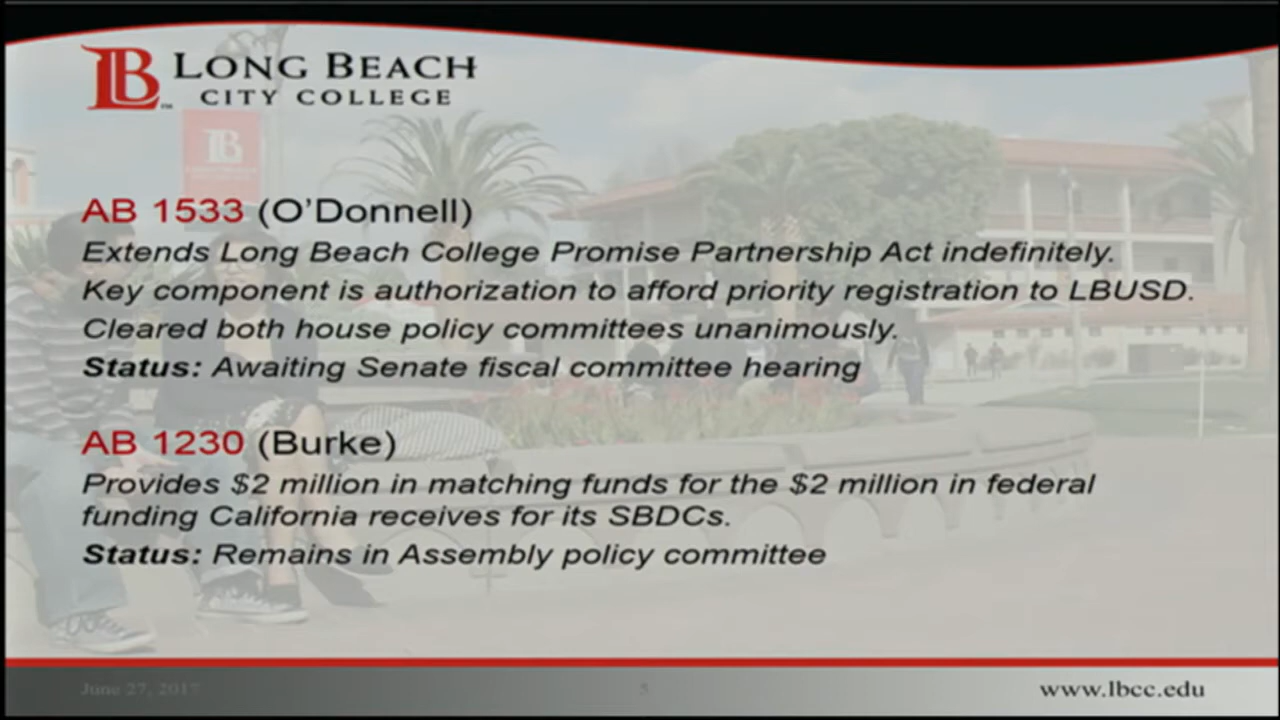 LB LONG BEACH
CITY COLLEGE
AB 1533 (O'Donnell)
Extends Long Beach College Promise Partnership Act indefinitely.
Key component is authorization to afford priority registration to LBUSD.
Cleared both house policy committees unanimously.
Status: Awaiting Senate fiscal committee hearing
AB 1230 (Burke)
Provides $2 million in matching funds for the $2 million in federal
funding California receives for its SBDCs.
Status: Remains in Assembly policy committee
June 27, 2017
5
www.lbcc.edu